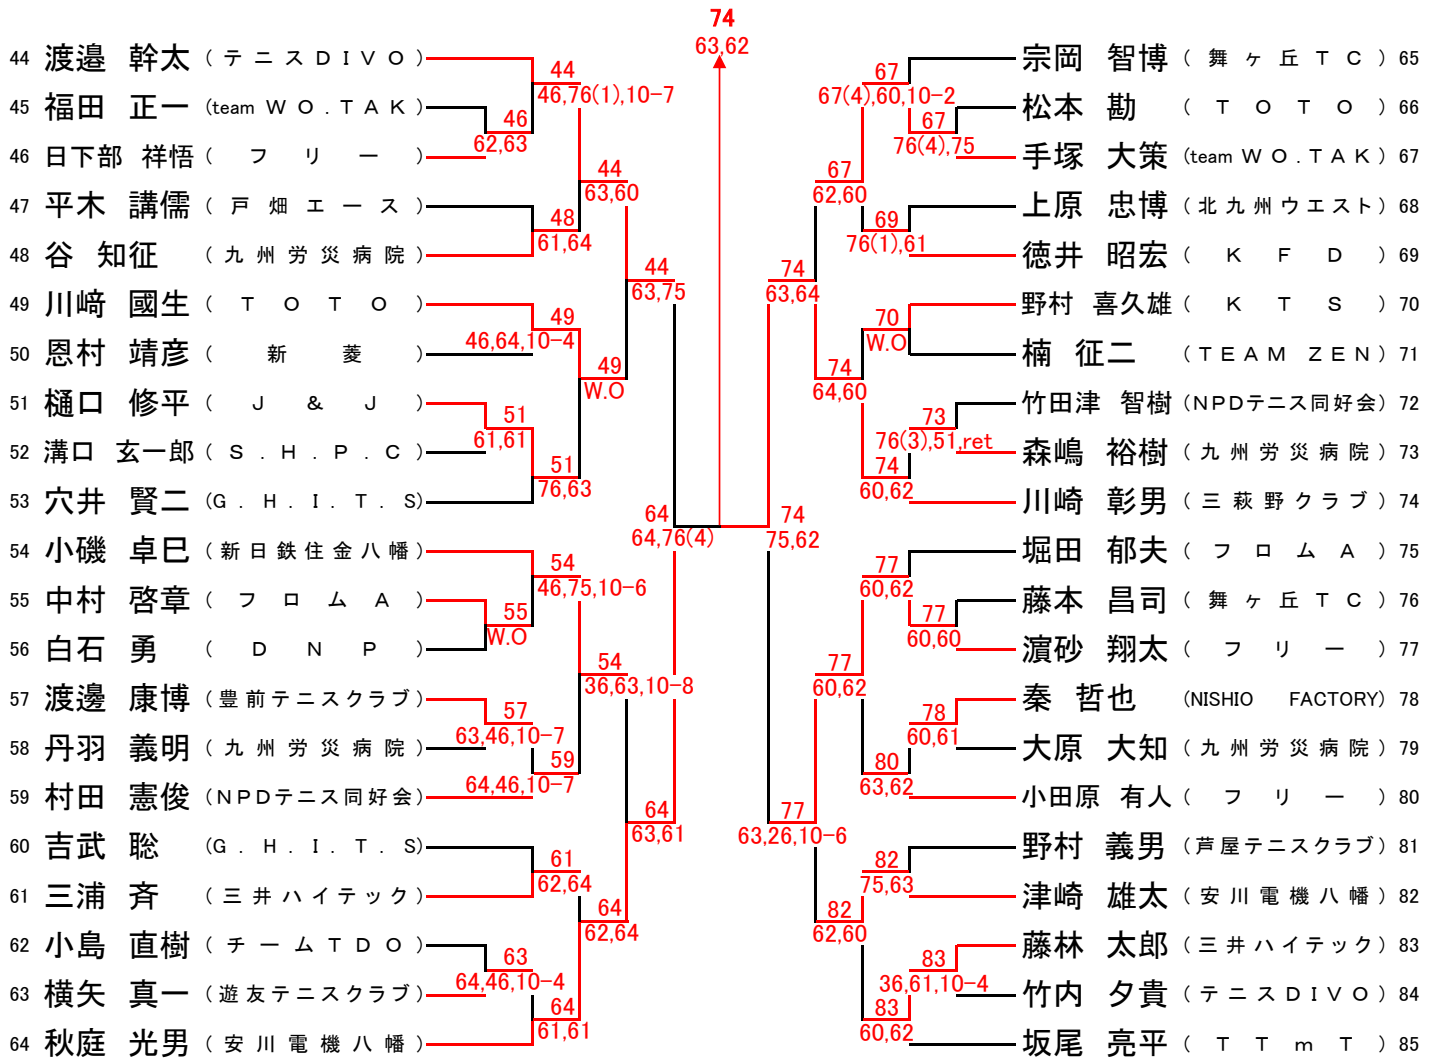 74
63,62
44 渡邉 幹太 (テニスDIVO)
45 福田 正一 (team WO.TAK)
46 日下部 祥悟 (フリー)
47 平木 講儒 (戸畑エース)
48 谷 知征 (九州労災病院)
49 川﨑 國生 (TOTO)
50 恩村 靖彦 (新菱)
51 樋口 修平 (J&J)
52 溝口 玄一郎 (S.H.P.C)
53 穴井 賢二 (G.H.I.T.S)
54 小磯 卓巳 (新日鉄住金八幡)
55 中村 啓章 (フロムA)
56 白石 勇 (DNP)
57 渡邊 康博 (豊前テニスクラブ)
58 丹羽 義明 (九州労災病院)
59 村田 憲俊 (NPDテニス同好会)
60 吉武 聡 (G.H.I.T.S)
61 三浦 斉 (三井ハイテック)
62 小島 直樹 (チームTDO)
63 横矢 真一 (遊友テニスクラブ)
64 秋庭 光男 (安川電機八幡)
46
62,63
51
61,61
55
W.O
57
63,46,10-7
63
64,46,10-4
44
46,76(1),10-7
48
61,64
49
46,64,10-4
51
76,63
54
46,75,10-6
59
64,46,10-7
61
62,64
64
61,61
44
63,60
49
W.O
54
36,63,10-8
64
62,64
44
63,75
64
63,61
64
64,76(4)
74
75,62
74
63,64
77
63,26,10-6
67
62,60
74
64,60
77
60,62
82
62,60
67
67(4),60,10-2
69
76(1),61
70
W.O
74
60,62
77
60,62
80
63,62
82
75,63
83
60,62
67
76(4),75
73
76(3),51,ret
77
60,60
78
60,61
83
36,61,10-4
宗岡 智博 (舞ヶ丘TC) 65
松本 勘 (TOTO) 66
手塚 大策 (team WO.TAK) 67
上原 忠博 (北九州ウエスト) 68
徳井 昭宏 (KFD) 69
野村 喜久雄 (KTS) 70
楠 征二 (TEAM ZEN) 71
竹田津 智樹 (NPDテニス同好会) 72
森嶋 裕樹 (九州労災病院) 73
川崎 彰男 (三萩野クラブ) 74
堀田 郁夫 (フロムA) 75
藤本 昌司 (舞ヶ丘TC) 76
濵砂 翔太 (フリー) 77
秦 哲也 (NISHIO FACTORY) 78
大原 大知 (九州労災病院) 79
小田原 有人 (フリー) 80
野村 義男 (芦屋テニスクラブ) 81
津崎 雄太 (安川電機八幡) 82
藤林 太郎 (三井ハイテック) 83
竹内 夕貴 (テニスDIVO) 84
坂尾 亮平 (TTmT) 85